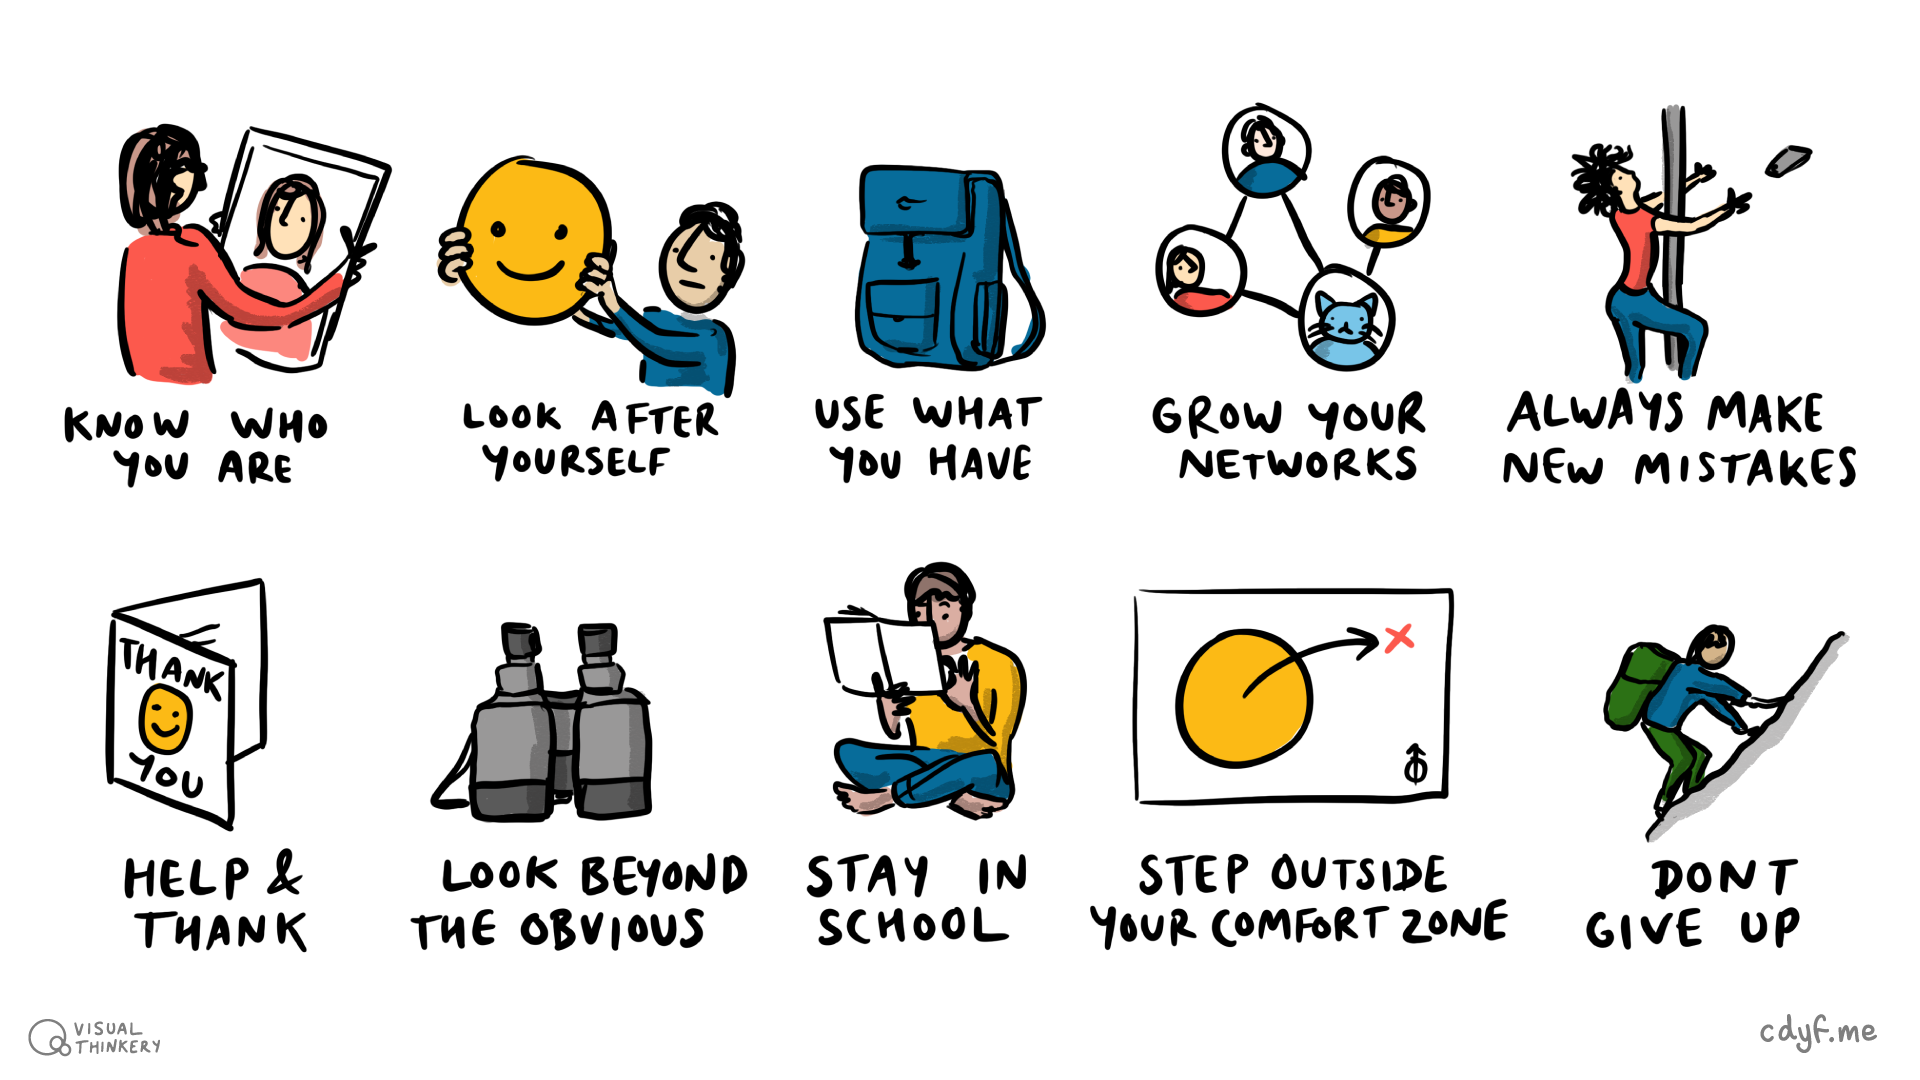 KNOW WHO
YOU ARE
LOOK AFTER
YOURSELF
USE WHAT
YOU HAVE
GROW YOUR
NETWORKS
ALWAYS MAKE
NEW MISTAKES
THANK
YOU
HELP &
THANK
LOOK BEYOND
THE OBVIOUS
STAY IN
SCHOOL
STEP OUTSIDE
YOUR COMFORT ZONE
DONT
GIVE UP
VISUAL
THINKERY
cdyf.me